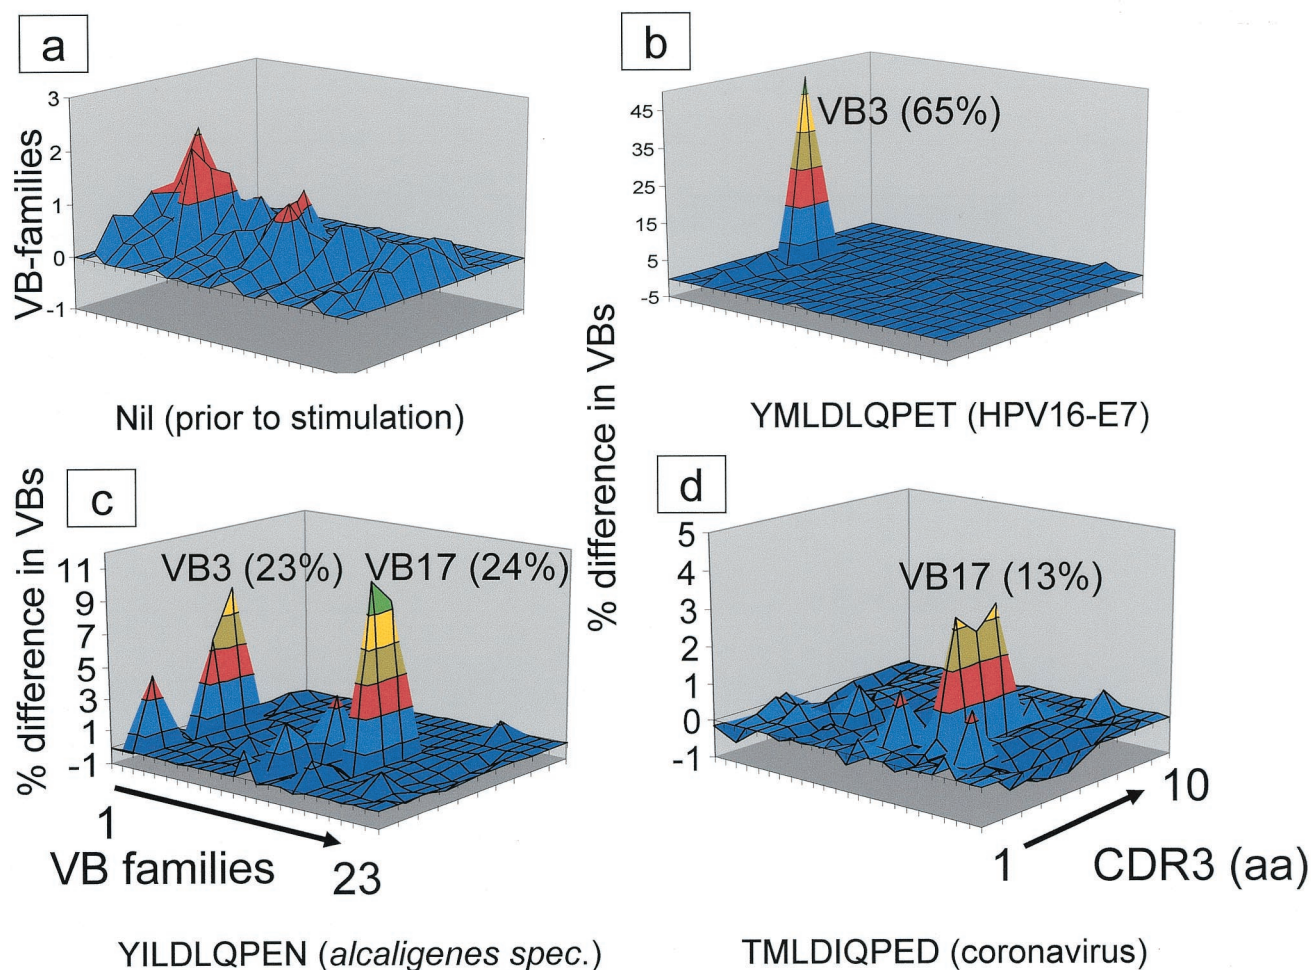 a
3
2
1
0
-1
VB-families
Nil (prior to stimulation)
b
45
35
25
15
5
-5
VB3 (65%)
% difference in VBs
YMLDLQPET (HPV16-E7)
c
11
9
7
5
3
1
-1
% difference in VBs
VB3 (23%)
VB17 (24%)
1
VB families
23
YILDLQPEN (alcaligenes spec.)
d
5
4
3
2
1
0
-1
VB17 (13%)
10
1
CDR3 (aa)
TMLDIQPED (coronavirus)